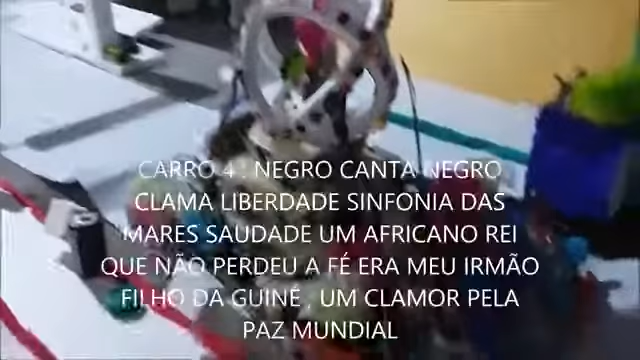 CARRO 4 : NEGRO CANTA NEGRO
CLAMA LIBERDADE SINFONIA DAS
MARES SAUDADE UM AFRICANO REI
QUE NÃO PERDEU A FÉ ERA MEU IRMÃO
FILHO DA GUINÉ , UM CLAMOR PELA
PAZ MUNDIAL